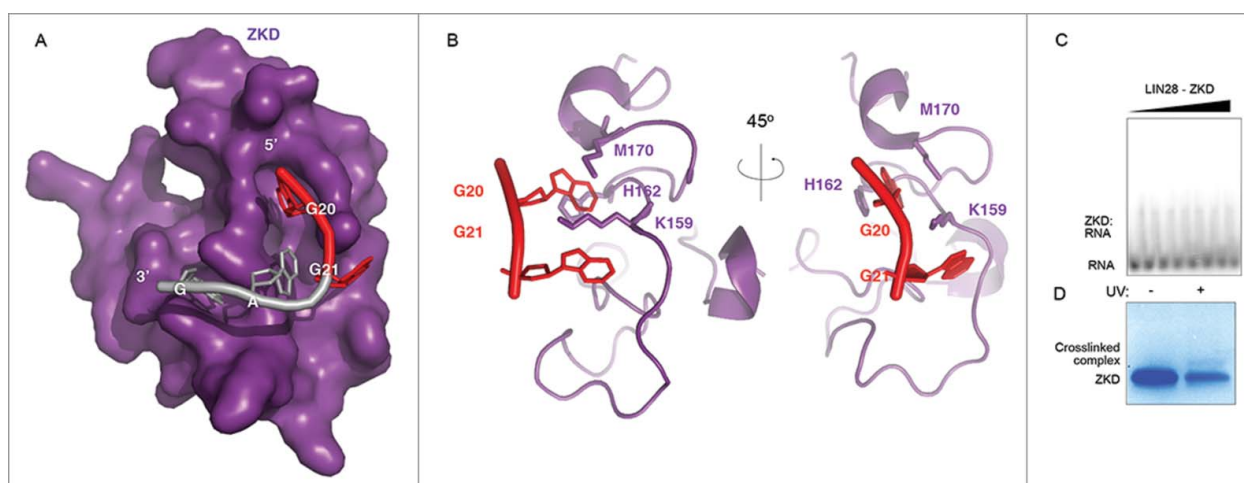 A
ZKD
5'
G20
G21
3'
G
A
B
M170
G20
H162
K159
G21
45º
M170
H162
K159
G20
G21
C
LIN28 - ZKD
ZKD:
RNA
RNA
D
UV: - +
Crosslinked
complex
ZKD